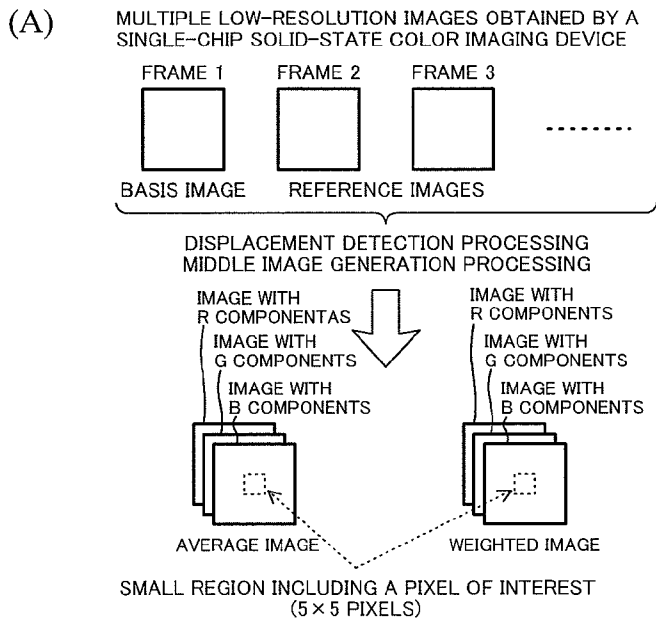 (A)
MULTIPLE LOW-RESOLUTION IMAGES OBTAINED BY A
SINGLE-CHIP SOLID-STATE COLOR IMAGING DEVICE
FRAME 1 FRAME 2 FRAME 3
BASIS IMAGE REFERENCE IMAGES
DISPLACEMENT DETECTION PROCESSING
MIDDLE IMAGE GENERATION PROCESSING
IMAGE WITH
R COMPONENTAS
IMAGE WITH
G COMPONENTS
IMAGE WITH
B COMPONENTS
IMAGE WITH
R COMPONENTS
IMAGE WITH
G COMPONENTS
IMAGE WITH
B COMPONENTS
AVERAGE IMAGE WEIGHTED IMAGE
SMALL REGION INCLUDING A PIXEL OF INTEREST
(5×5 PIXELS)